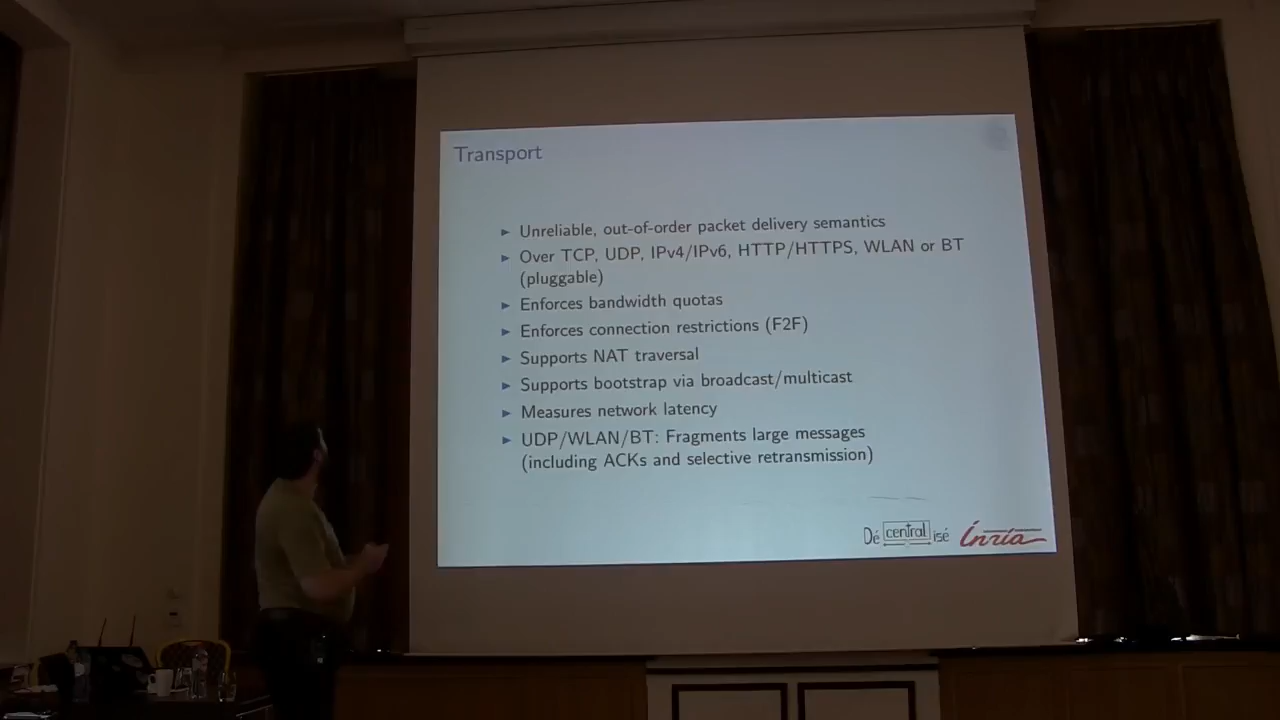 Transport
▶ Unreliable, out-of-order packet delivery semantics
▶ Over TCP, UDP, IPv4/IPv6, HTTP/HTTPS, WLAN or BT
(pluggable)
▶ Enforces bandwidth quotas
▶ Enforces connection restrictions (F2F)
▶ Supports NAT traversal
▶ Supports bootstrap via broadcast/multicast
▶ Measures network latency
▶ UDP/WLAN/BT: Fragments large messages
(including ACKs and selective retransmission)
Dé central isé Inria